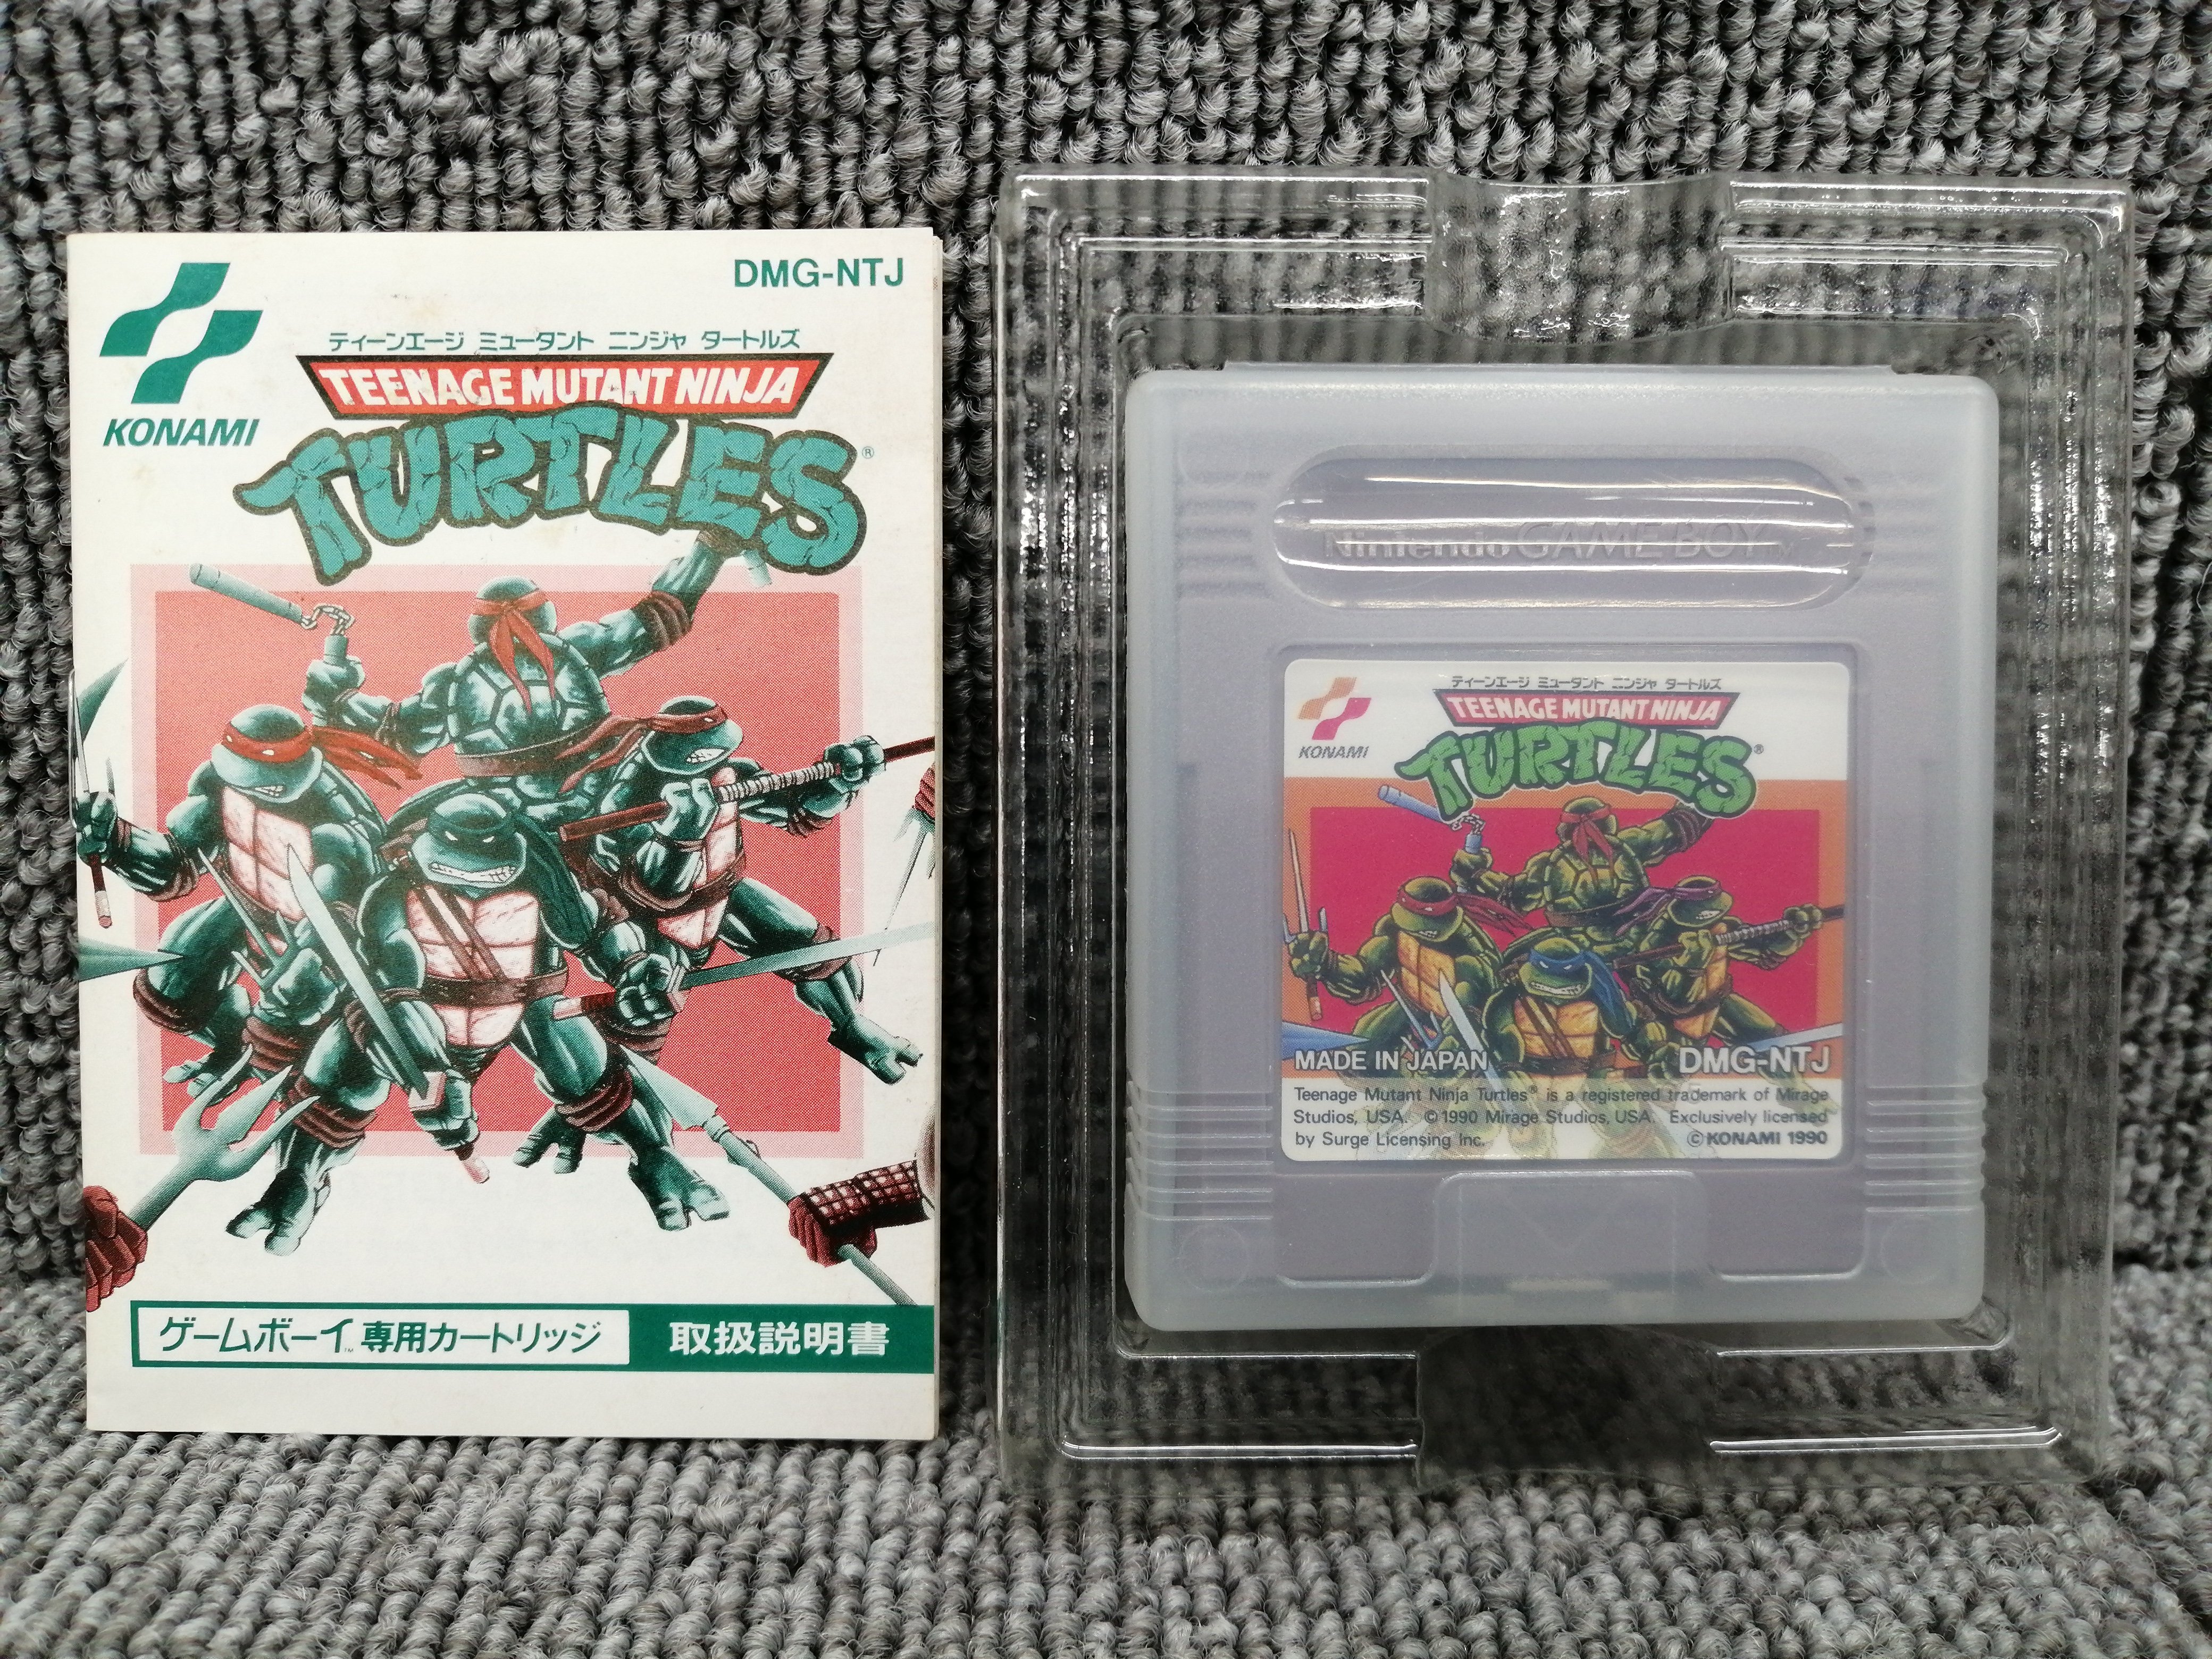 DMG-NTJ
KONAMI
ティーンエージ ミュータント ニンジャ タートルズ
TEENAGE MUTANT NINJA
TURTLES®
ゲームボーイ™専用カートリッジ
取扱説明書
Nintendo GAME BOY™
KONAMI
ティーンエージ ミュータント ニンジャ タートルズ
TEENAGE MUTANT NINJA
TURTLES®
MADE IN JAPAN
DMG-NTJ
Teenage Mutant Ninja Turtles® is a registered trademark of Mirage
Studios, USA. ©1990 Mirage Studios, USA. Exclusively licensed
by Surge Licensing Inc. ©KONAMI 1990